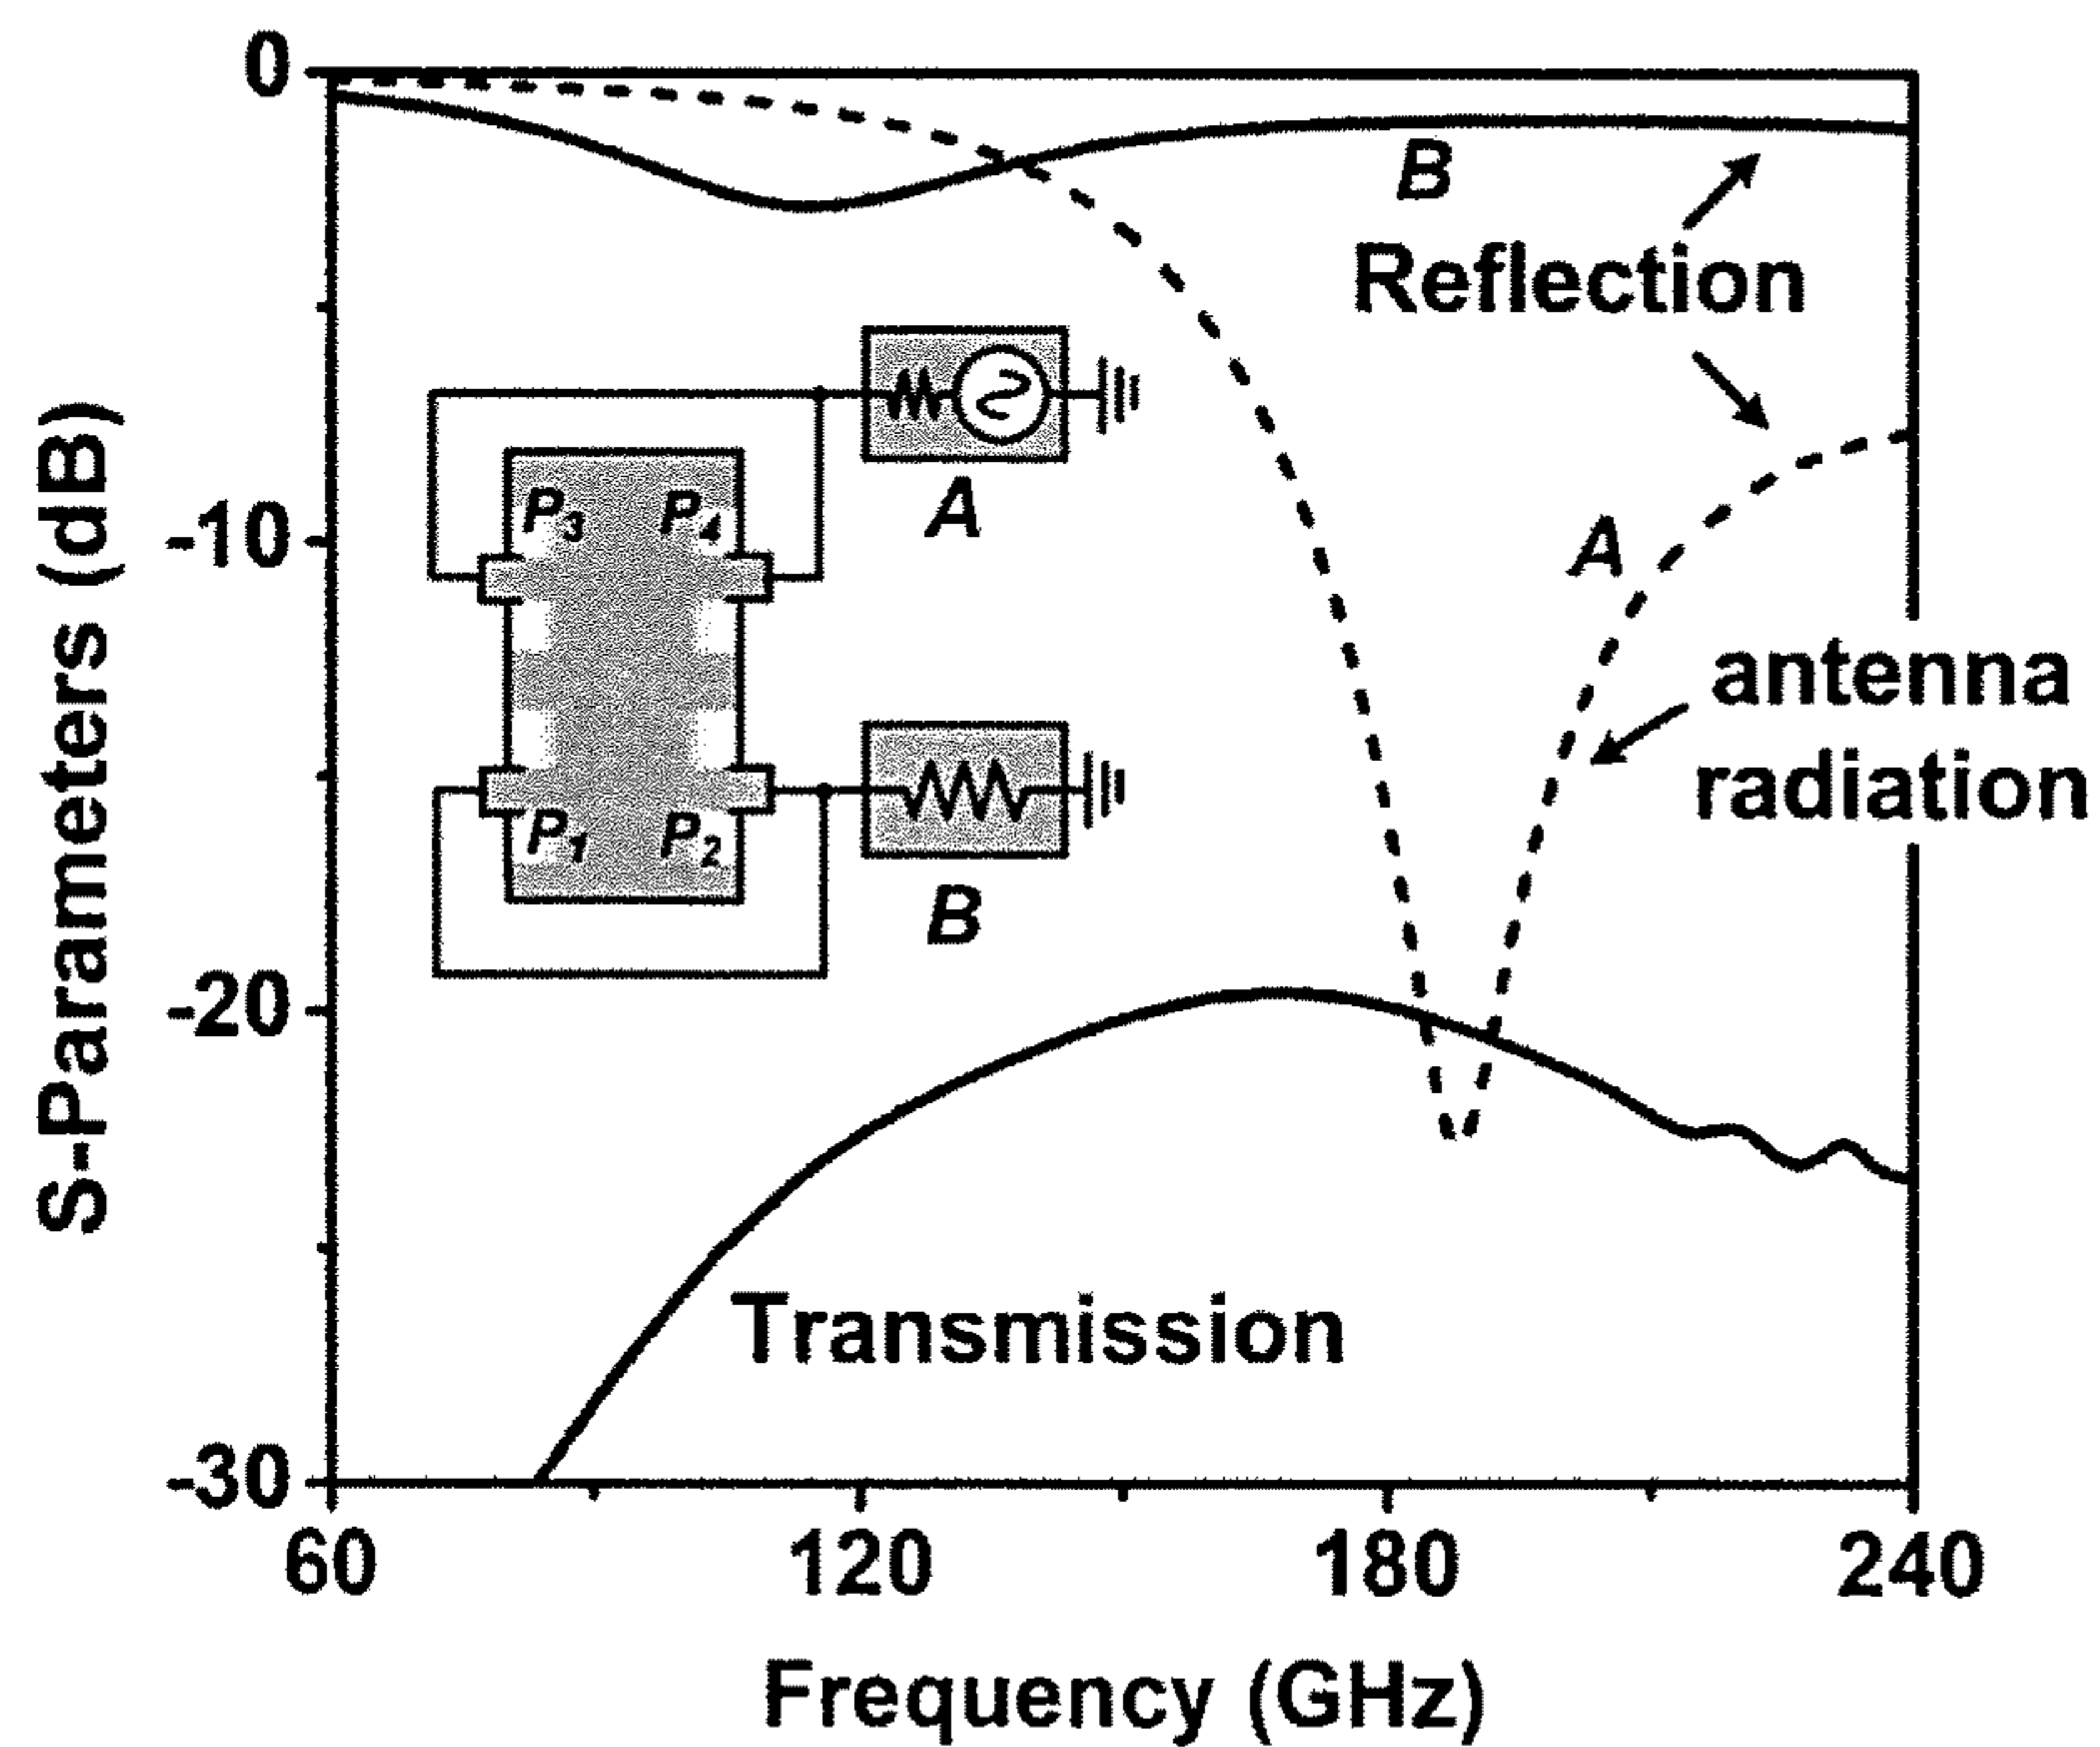 S-Parameters (dB)
0
-10
-20
-30
60
120
180
240
Frequency (GHz)
B
Reflection
A
antenna
radiation
Transmission
P3
P4
P1
P2
A
B